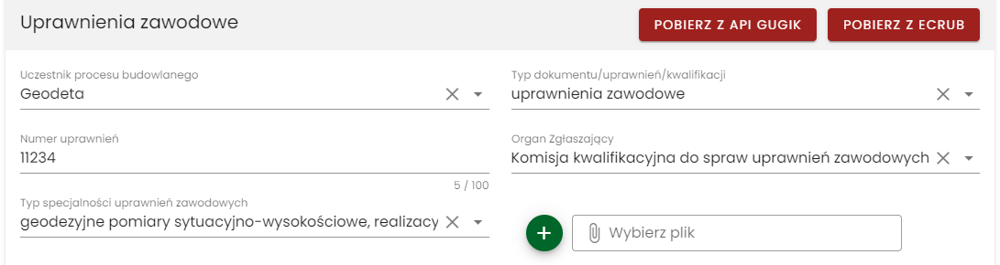 Uprawnienia zawodowe
POBIERZ Z API GUGIK
POBIERZ Z ECRUB
Uczestnik procesu budowlanego
Geodeta
Typ dokumentu/uprawnień/kwalifikacji
uprawnienia zawodowe
Numer uprawnień
11234
5 / 100
Organ Zgłaszający
Komisja kwalifikacyjna do spraw uprawnień zawodowych
Typ specjalności uprawnień zawodowych
geodezyjne pomiary sytuacyjno-wysokościowe, realizacy
+
Wybierz plik